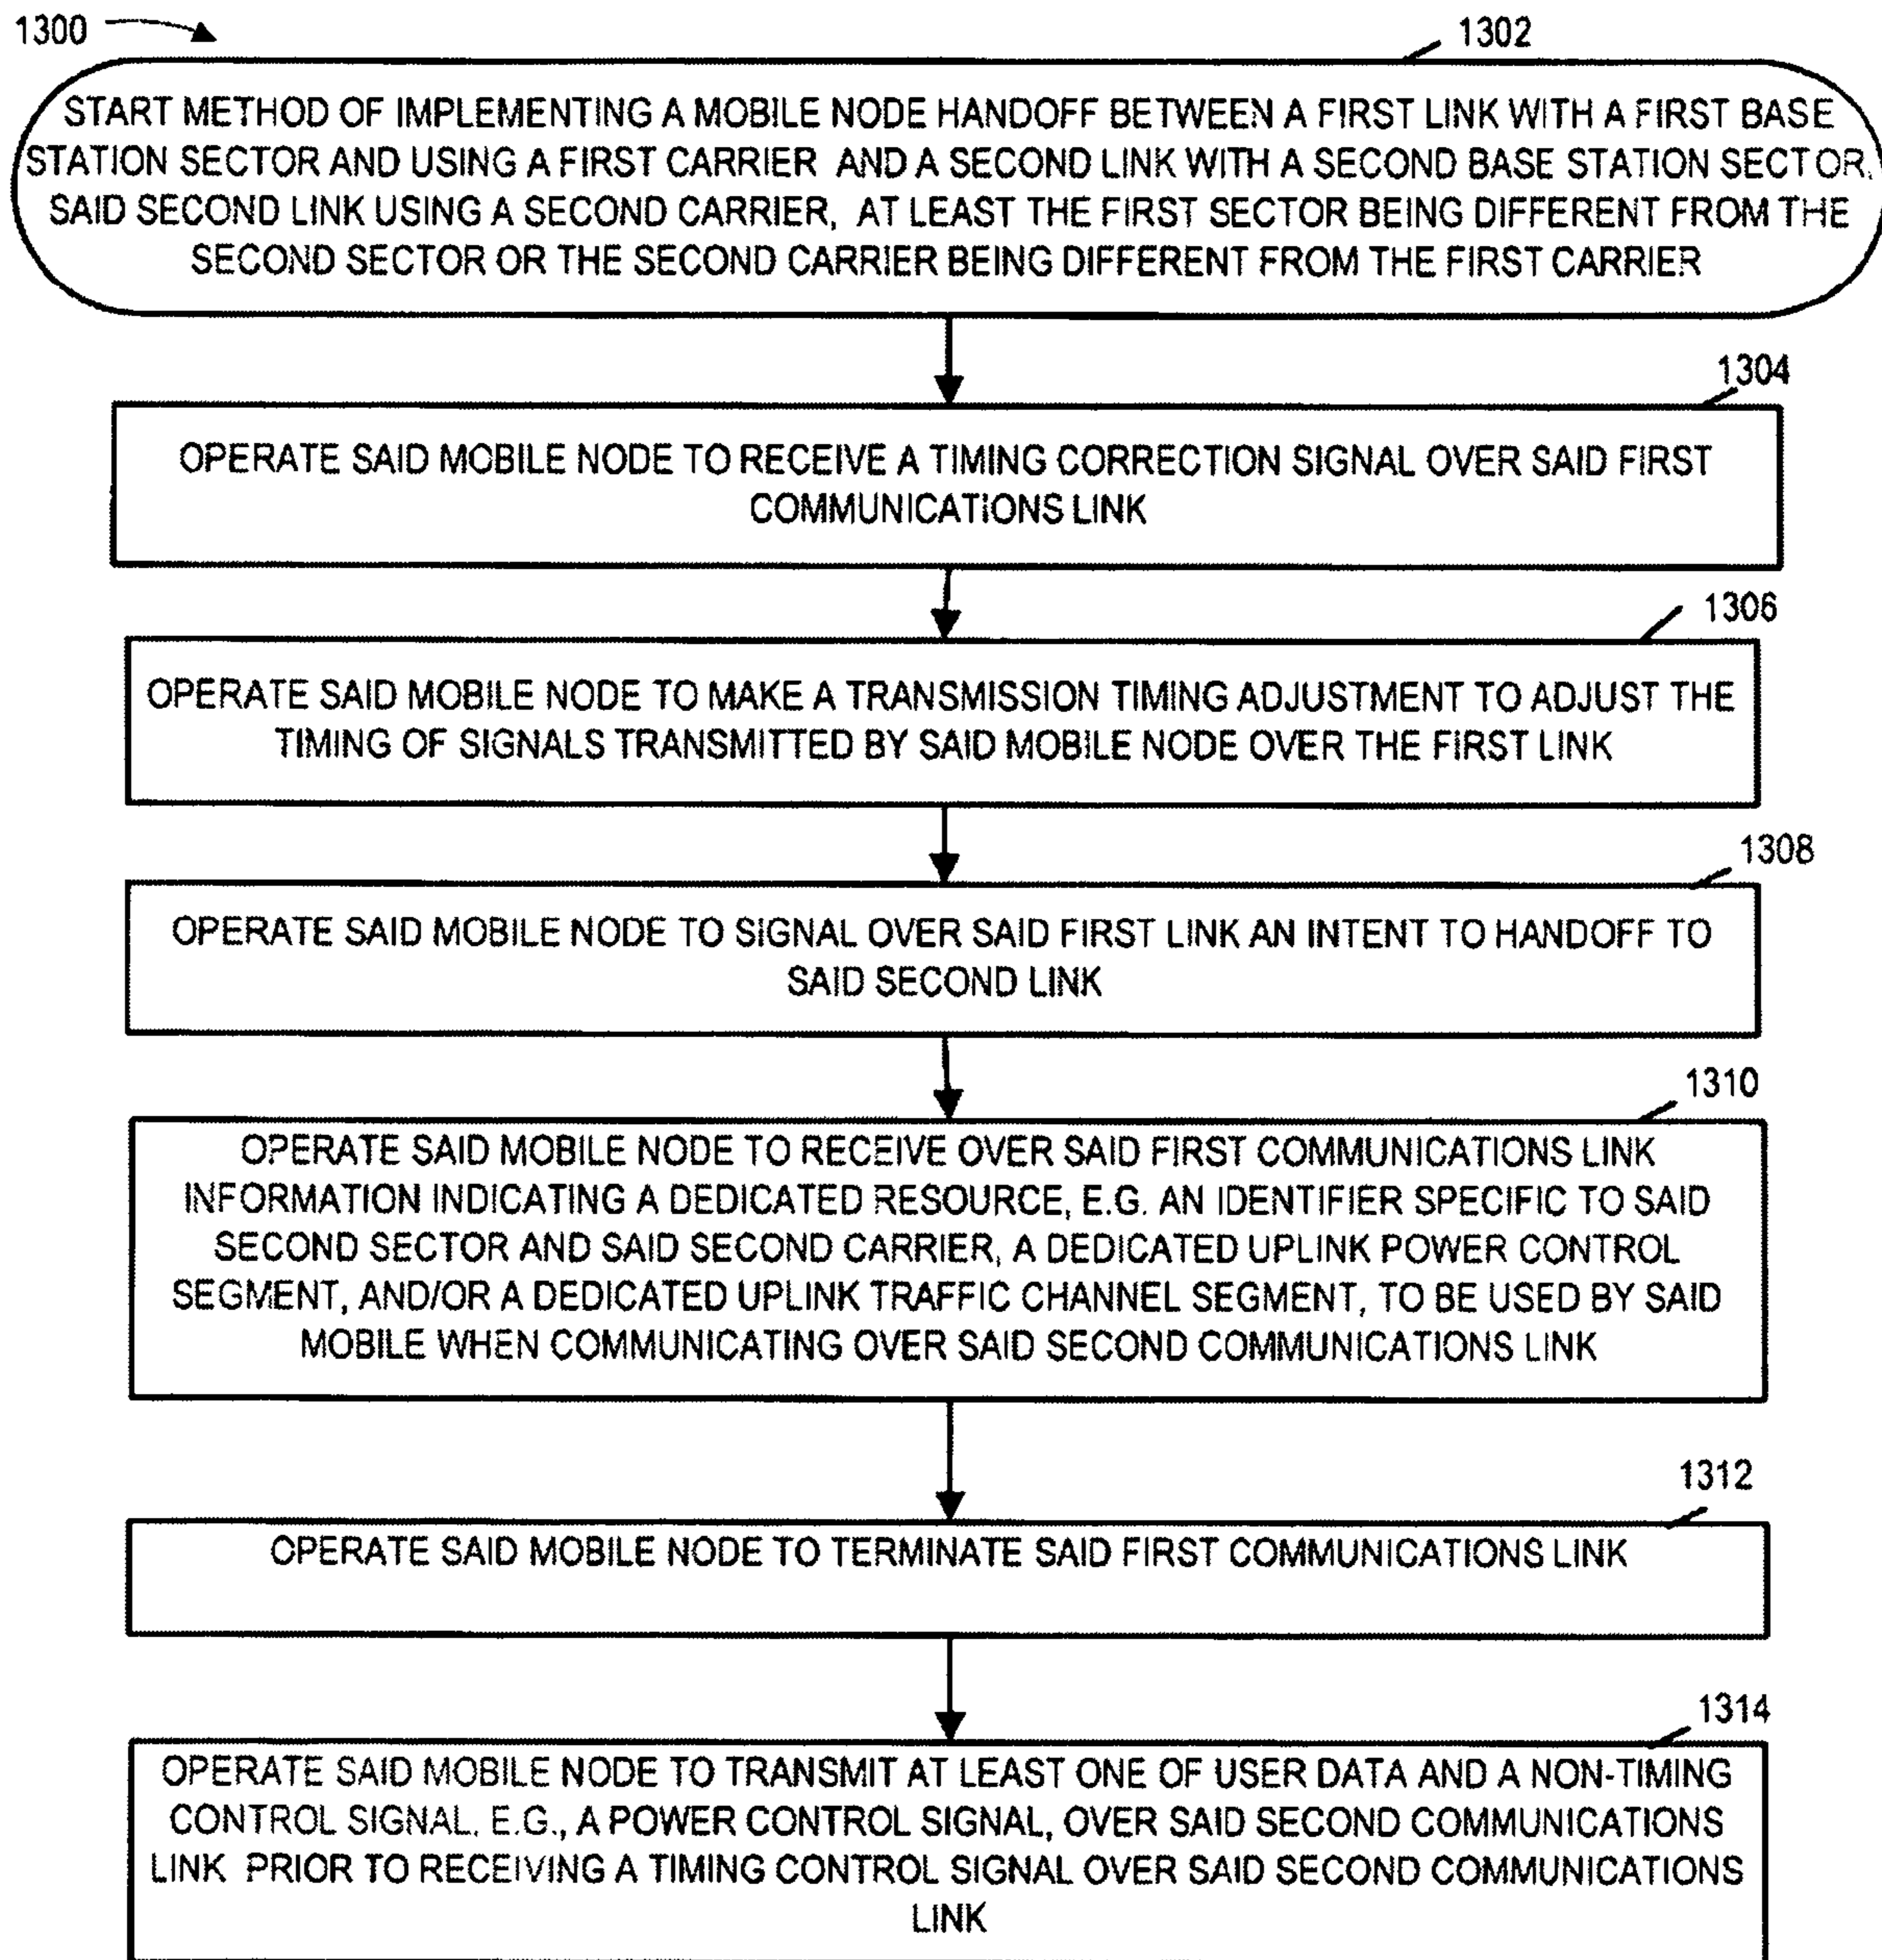 1300
1302
START METHOD OF IMPLEMENTING A MOBILE NODE HANDOFF BETWEEN A FIRST LINK WITH A FIRST BASE
STATION SECTOR AND USING A FIRST CARRIER AND A SECOND LINK WITH A SECOND BASE STATION SECTOR,
SAID SECOND LINK USING A SECOND CARRIER, AT LEAST THE FIRST SECTOR BEING DIFFERENT FROM THE
SECOND SECTOR OR THE SECOND CARRIER BEING DIFFERENT FROM THE FIRST CARRIER
1304
OPERATE SAID MOBILE NODE TO RECEIVE A TIMING CORRECTION SIGNAL OVER SAID FIRST
COMMUNICATIONS LINK
1306
OPERATE SAID MOBILE NODE TO MAKE A TRANSMISSION TIMING ADJUSTMENT TO ADJUST THE
TIMING OF SIGNALS TRANSMITTED BY SAID MOBILE NODE OVER THE FIRST LINK
1308
OPERATE SAID MOBILE NODE TO SIGNAL OVER SAID FIRST LINK AN INTENT TO HANDOFF TO
SAID SECOND LINK
1310
OPERATE SAID MOBILE NODE TO RECEIVE OVER SAID FIRST COMMUNICATIONS LINK
INFORMATION INDICATING A DEDICATED RESOURCE, E.G. AN IDENTIFIER SPECIFIC TO SAID
SECOND SECTOR AND SAID SECOND CARRIER, A DEDICATED UPLINK POWER CONTROL
SEGMENT, AND/OR A DEDICATED UPLINK TRAFFIC CHANNEL SEGMENT, TO BE USED BY SAID
MOBILE WHEN COMMUNICATING OVER SAID SECOND COMMUNICATIONS LINK
1312
OPERATE SAID MOBILE NODE TO TERMINATE SAID FIRST COMMUNICATIONS LINK
1314
OPERATE SAID MOBILE NODE TO TRANSMIT AT LEAST ONE OF USER DATA AND A NON-TIMING
CONTROL SIGNAL, E.G., A POWER CONTROL SIGNAL, OVER SAID SECOND COMMUNICATIONS
LINK PRIOR TO RECEIVING A TIMING CONTROL SIGNAL OVER SAID SECOND COMMUNICATIONS
LINK